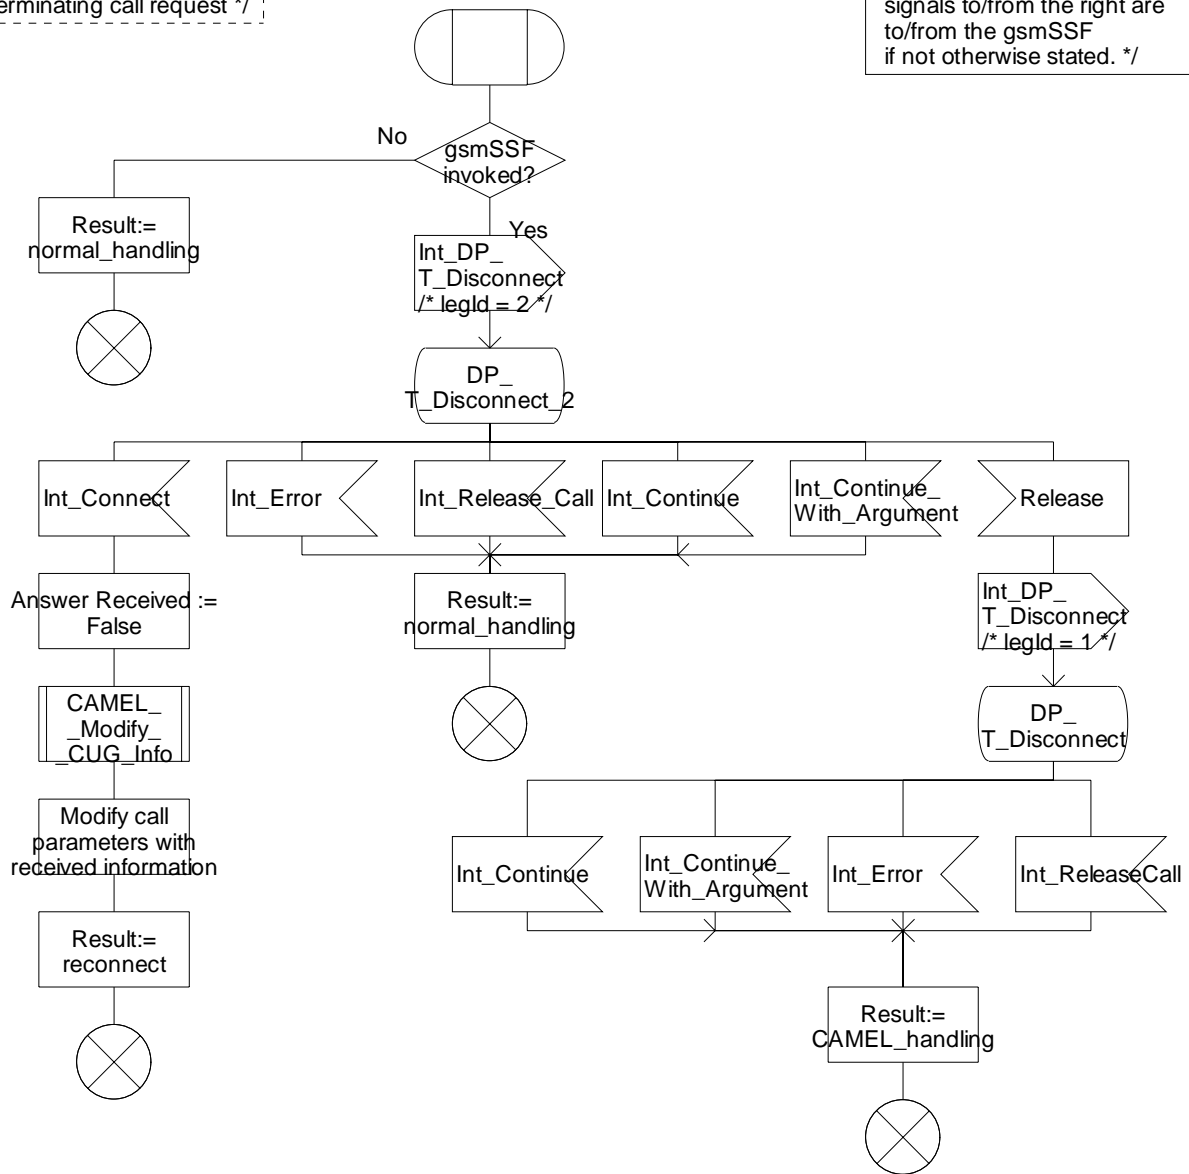 erminating call request */
signals to/from the right are
to/from the gsmSSF
if not otherwise stated. */
No
gsmSSF
invoked?
Yes
Result:=
normal_handling
Int_DP_
T_Disconnect
/* legId = 2 */
DP_
T_Disconnect_2
Int_Connect
Int_Error
Int_Release_Call
Int_Continue
Int_Continue_
With_Argument
Release
Answer Received :=
False
Result:=
normal_handling
Int_DP_
T_Disconnect
/* legId = 1 */
CAMEL_
_Modify_
_CUG_Info
DP_
T_Disconnect
Modify call
parameters with
received information
Int_Continue
Int_Continue_
With_Argument
Int_Error
Int_ReleaseCall
Result:=
reconnect
Result:=
CAMEL_handling